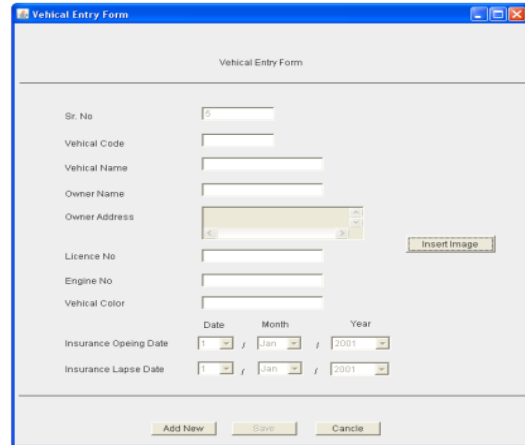 Vehical Entry Form
Vehical Entry Form
Sr. No 5
Vehical Code
Vehical Name
Owner Name
Owner Address
Insert Image
Licence No
Engine No
Vehical Color
Date Month Year
Insurance Opeing Date 1 / Jan / 2001
Insurance Lapse Date 1 / Jan / 2001
Add New Save Cancle